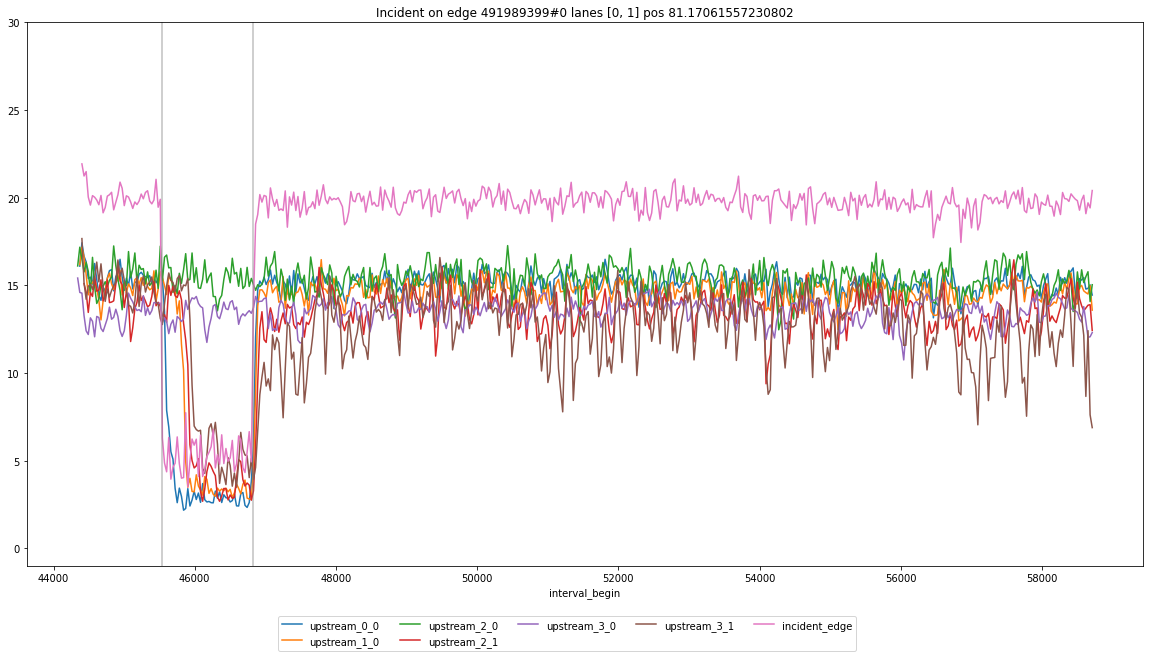 Incident on edge 491989399#0 lanes [0, 1] pos 81.17061557230802
30
25
20
15
10
5
0
44000 46000 48000 50000 52000 54000 56000 58000
interval_begin
upstream_0_0 upstream_2_0 upstream_3_0 upstream_3_1 incident_edge
upstream_1_0 upstream_2_1